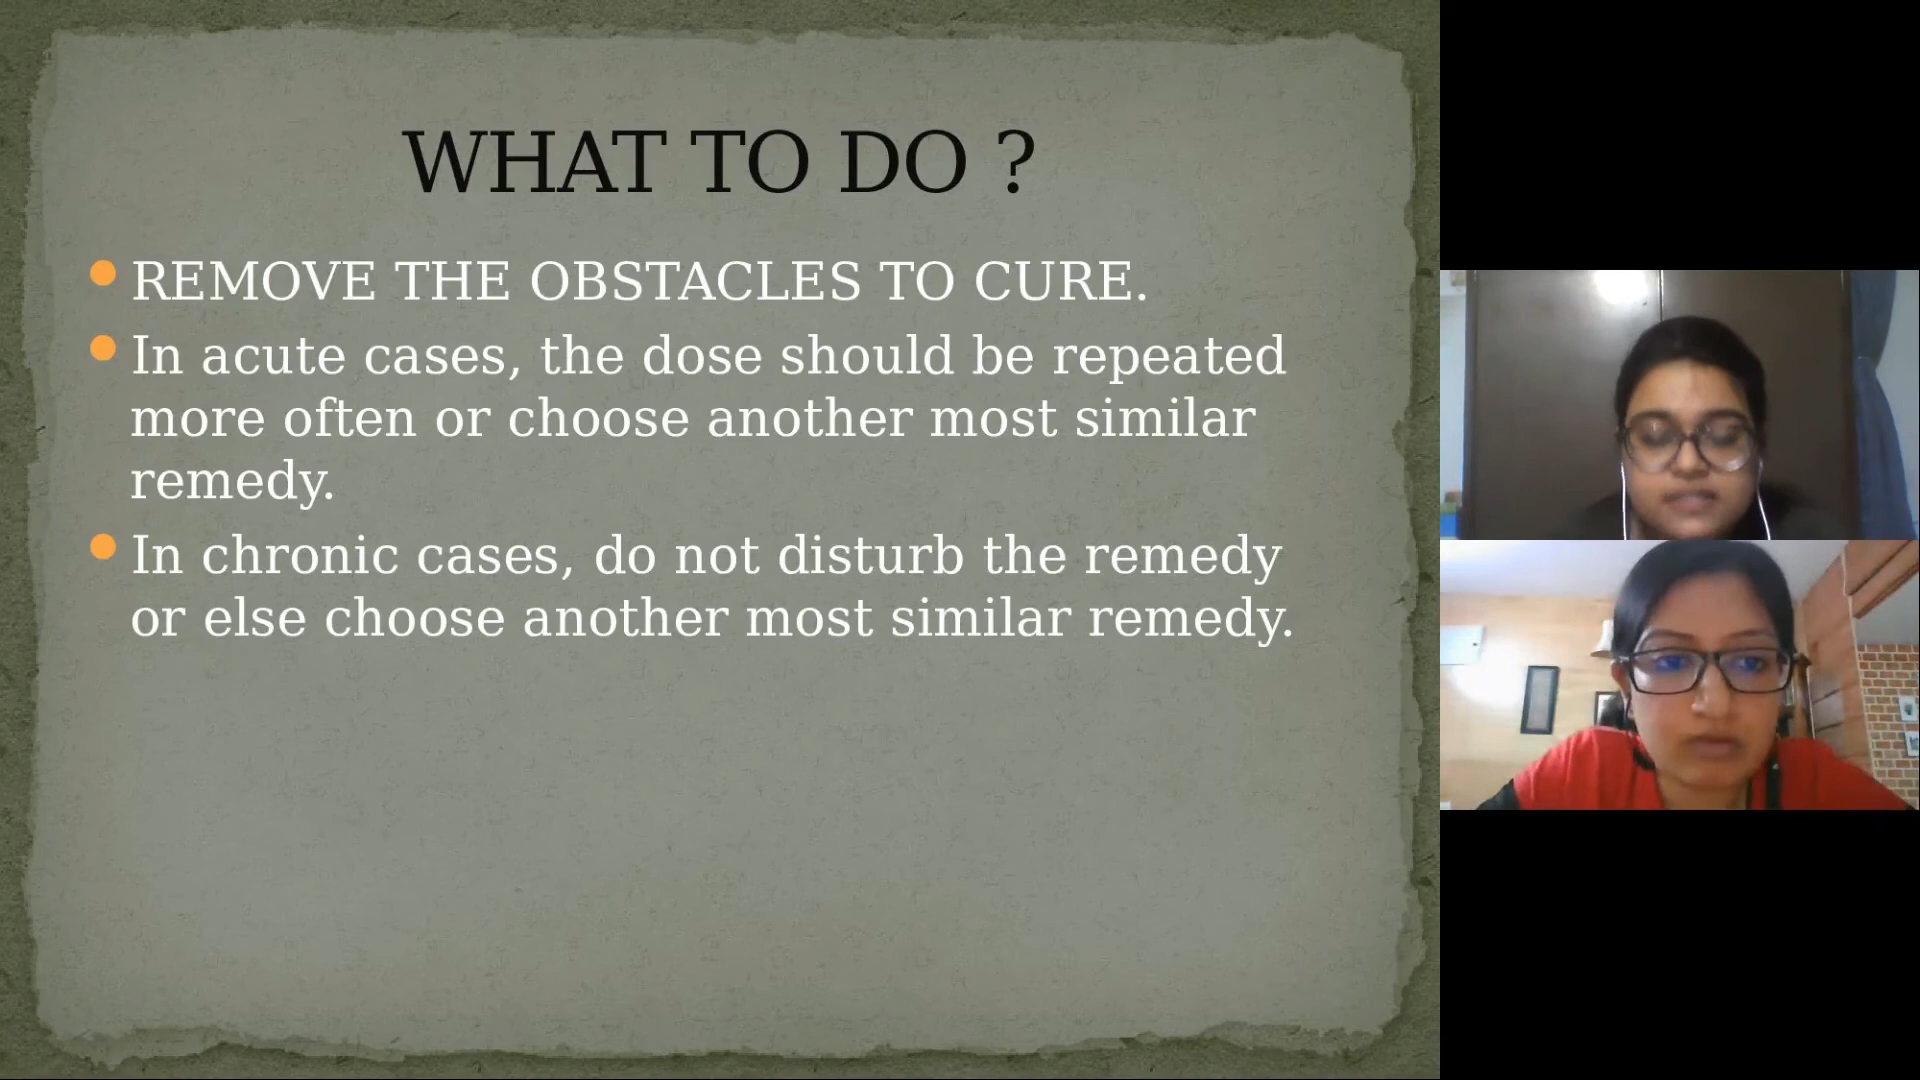 WHAT TO DO ?
REMOVE THE OBSTACLES TO CURE.
In acute cases, the dose should be repeated
more often or choose another most similar
remedy.
In chronic cases, do not disturb the remedy
or else choose another most similar remedy.